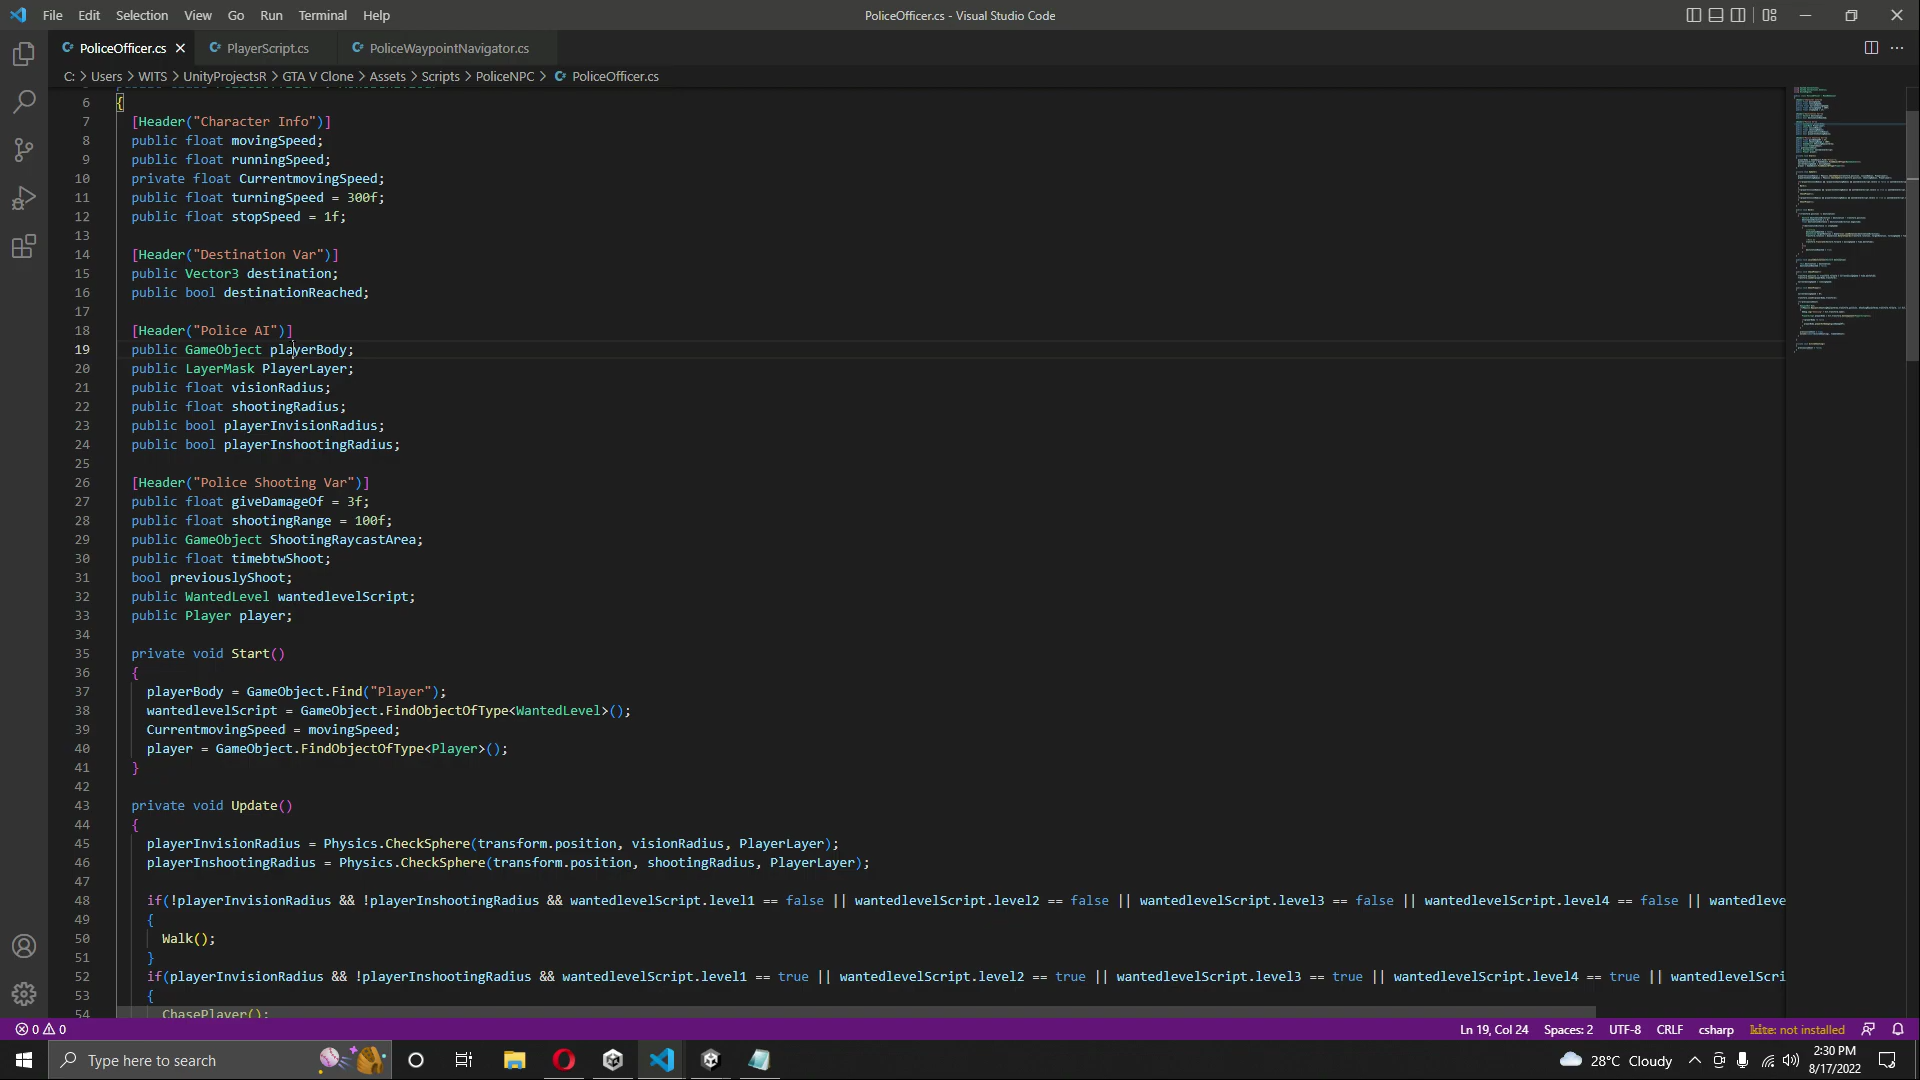 File Edit Selection View Go Run Terminal Help
PoliceOfficer.cs - Visual Studio Code
PoliceOfficer.cs PlayerScript.cs PoliceWaypointNavigator.cs
C: > Users > WITS > UnityProjectsR > GTA V Clone > Assets > Scripts > PoliceNPC > PoliceOfficer.cs
6 {
7 [Header("Character Info")]
8 public float movingSpeed;
9 public float runningSpeed;
10 private float CurrentmovingSpeed;
11 public float turningSpeed = 300f;
12 public float stopSpeed = 1f;
13
14 [Header("Destination Var")]
15 public Vector3 destination;
16 public bool destinationReached;
17
18 [Header("Police AI")]
19 public GameObject playerBody;
20 public LayerMask PlayerLayer;
21 public float visionRadius;
22 public float shootingRadius;
23 public bool playerInvisionRadius;
24 public bool playerInshootingRadius;
25
26 [Header("Police Shooting Var")]
27 public float giveDamageOf = 3f;
28 public float shootingRange = 100f;
29 public GameObject ShootingRaycastArea;
30 public float timebtwShoot;
31 bool previouslyShoot;
32 public WantedLevel wantedlevelScript;
33 public Player player;
34
35 private void Start()
36 {
37 playerBody = GameObject.Find("Player");
38 wantedlevelScript = GameObject.FindObjectOfType<WantedLevel>();
39 CurrentmovingSpeed = movingSpeed;
40 player = GameObject.FindObjectOfType<Player>();
41 }
42
43 private void Update()
44 {
45 playerInvisionRadius = Physics.CheckSphere(transform.position, visionRadius, PlayerLayer);
46 playerInshootingRadius = Physics.CheckSphere(transform.position, shootingRadius, PlayerLayer);
47
48 if(!playerInvisionRadius && !playerInshootingRadius && wantedlevelScript.level1 == false || wantedlevelScript.level2 == false || wantedlevelScript.level3 == false || wantedlevelScript.level4 == false || wantedleve
49 {
50 Walk();
51 }
52 if(playerInvisionRadius && !playerInshootingRadius && wantedlevelScript.level1 == true || wantedlevelScript.level2 == true || wantedlevelScript.level3 == true || wantedlevelScript.level4 == true || wantedlevelScri
53 {
54 ChasePlayer();
0 0 Ln 19, Col 24 Spaces: 2 UTF-8 CRLF csharp kite: not installed
Type here to search
28°C Cloudy
2:30 PM
8/17/2022